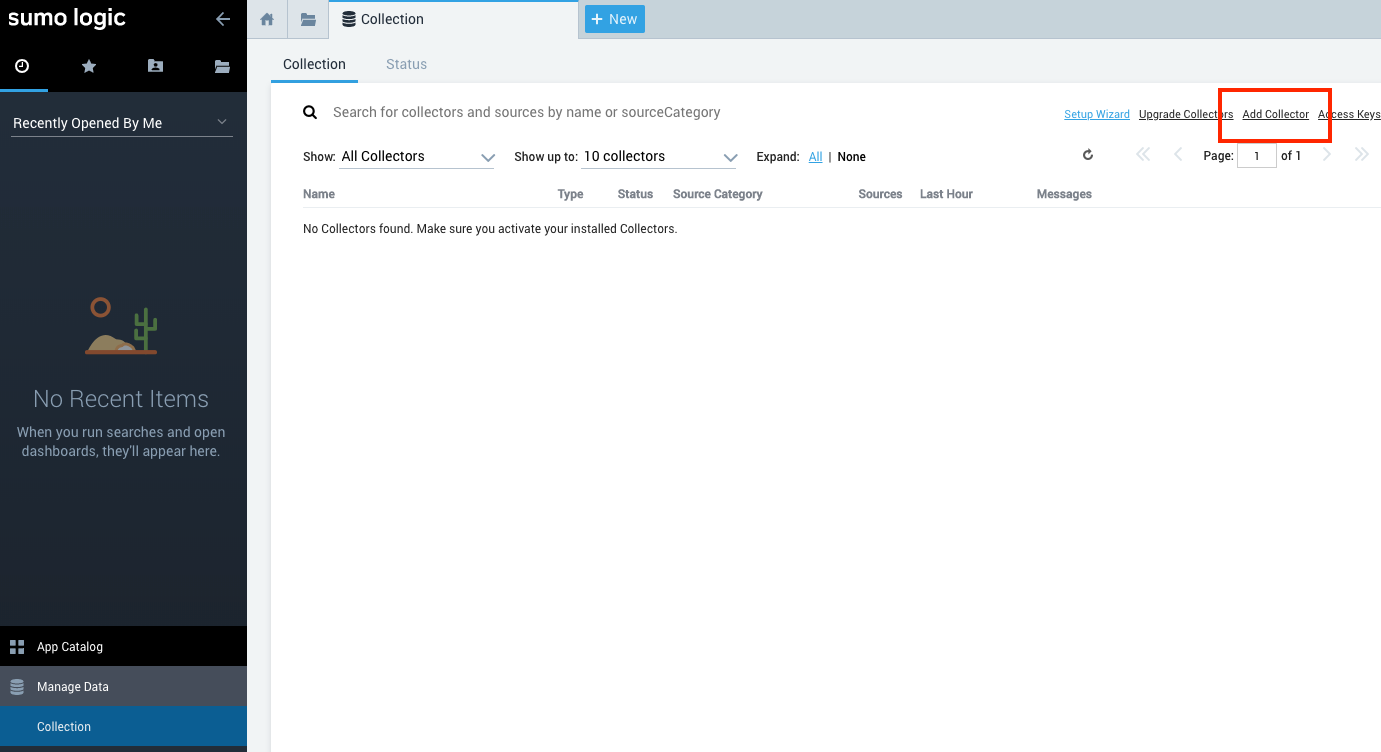 sumo logic
Recently Opened By Me
No Recent Items
When you run searches and open
dashboards, they'll appear here.
App Catalog
Manage Data
Collection
Collection
+ New
Collection Status
Search for collectors and sources by name or sourceCategory
Setup Wizard Upgrade Collectors Add Collector Access Keys
Show: All Collectors Show up to: 10 collectors Expand: All | None Page: 1 of 1
Name Type Status Source Category Sources Last Hour Messages
No Collectors found. Make sure you activate your installed Collectors.